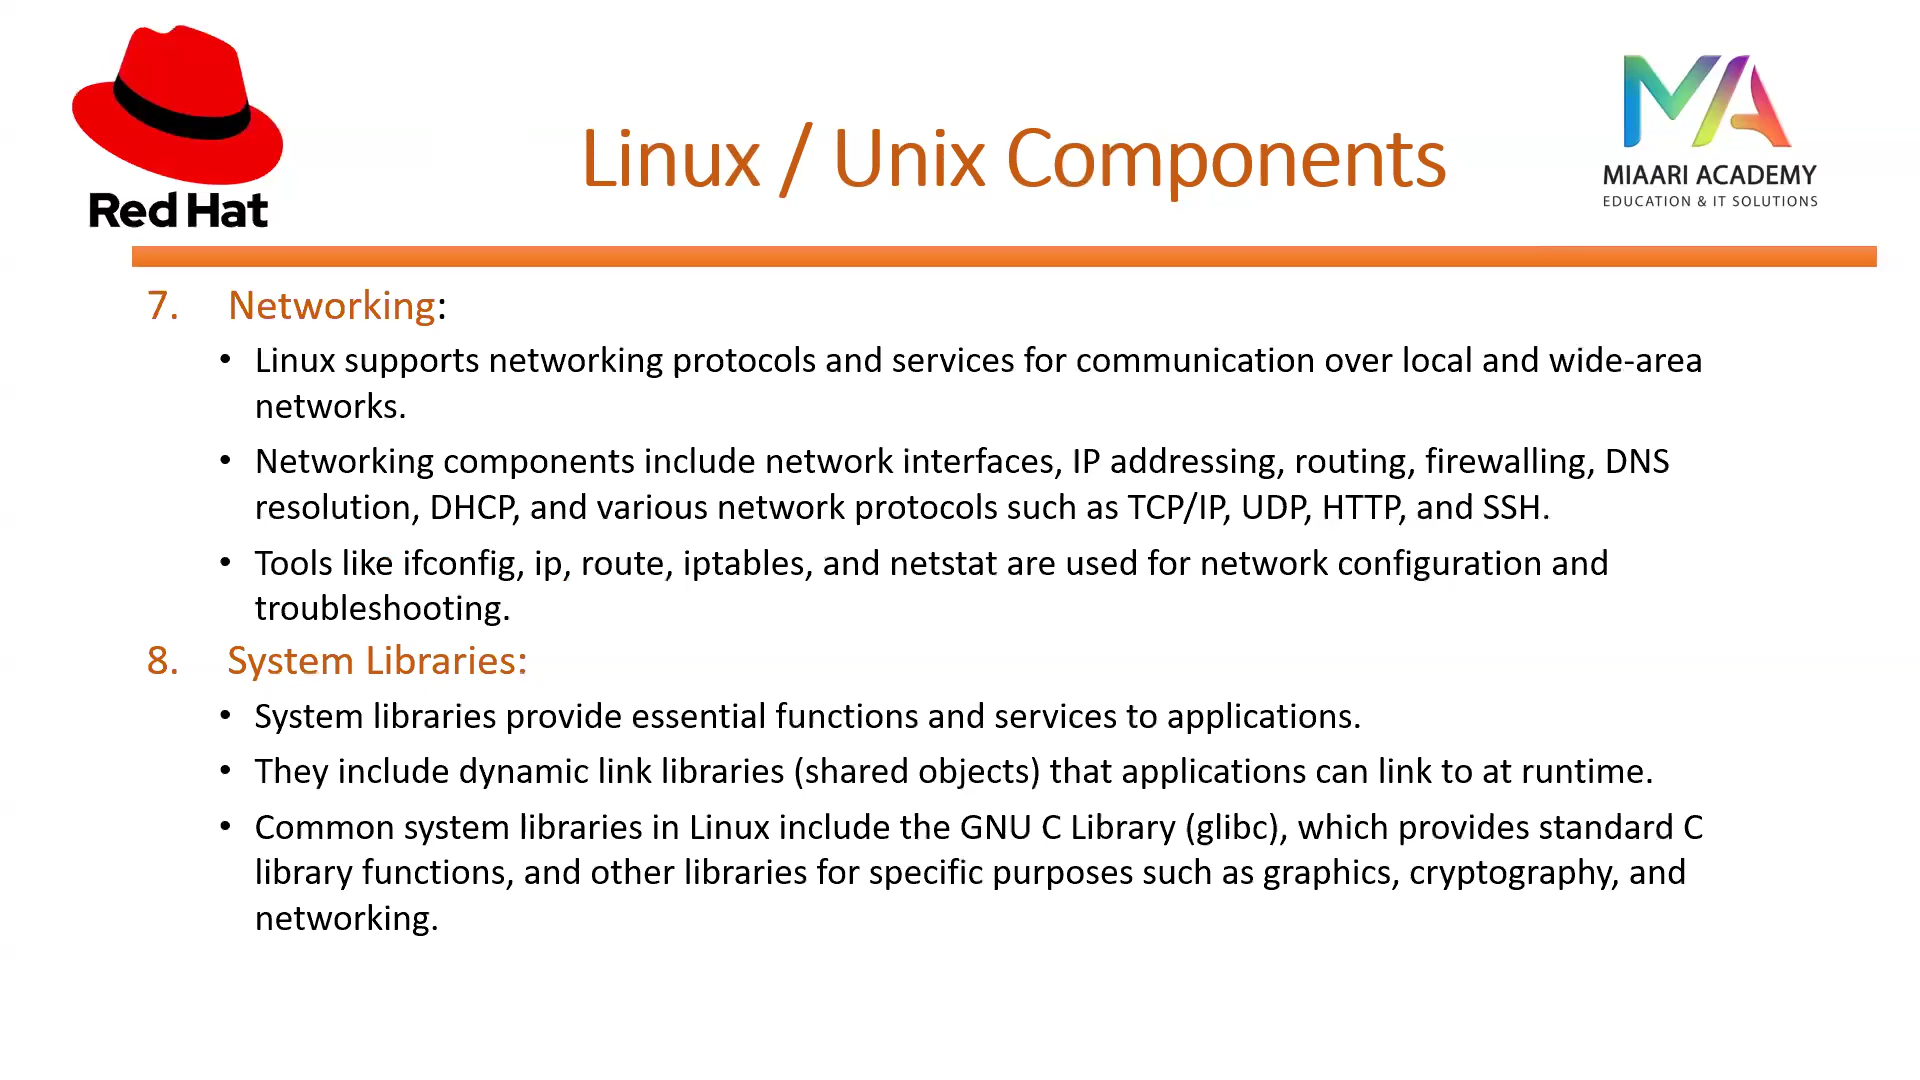 Red Hat
Linux / Unix Components
MA
MIAARI ACADEMY
EDUCATION & IT SOLUTIONS
7. Networking:
• Linux supports networking protocols and services for communication over local and wide-area
networks.
• Networking components include network interfaces, IP addressing, routing, firewalling, DNS
resolution, DHCP, and various network protocols such as TCP/IP, UDP, HTTP, and SSH.
• Tools like ifconfig, ip, route, iptables, and netstat are used for network configuration and
troubleshooting.
8. System Libraries:
• System libraries provide essential functions and services to applications.
• They include dynamic link libraries (shared objects) that applications can link to at runtime.
• Common system libraries in Linux include the GNU C Library (glibc), which provides standard C
library functions, and other libraries for specific purposes such as graphics, cryptography, and
networking.